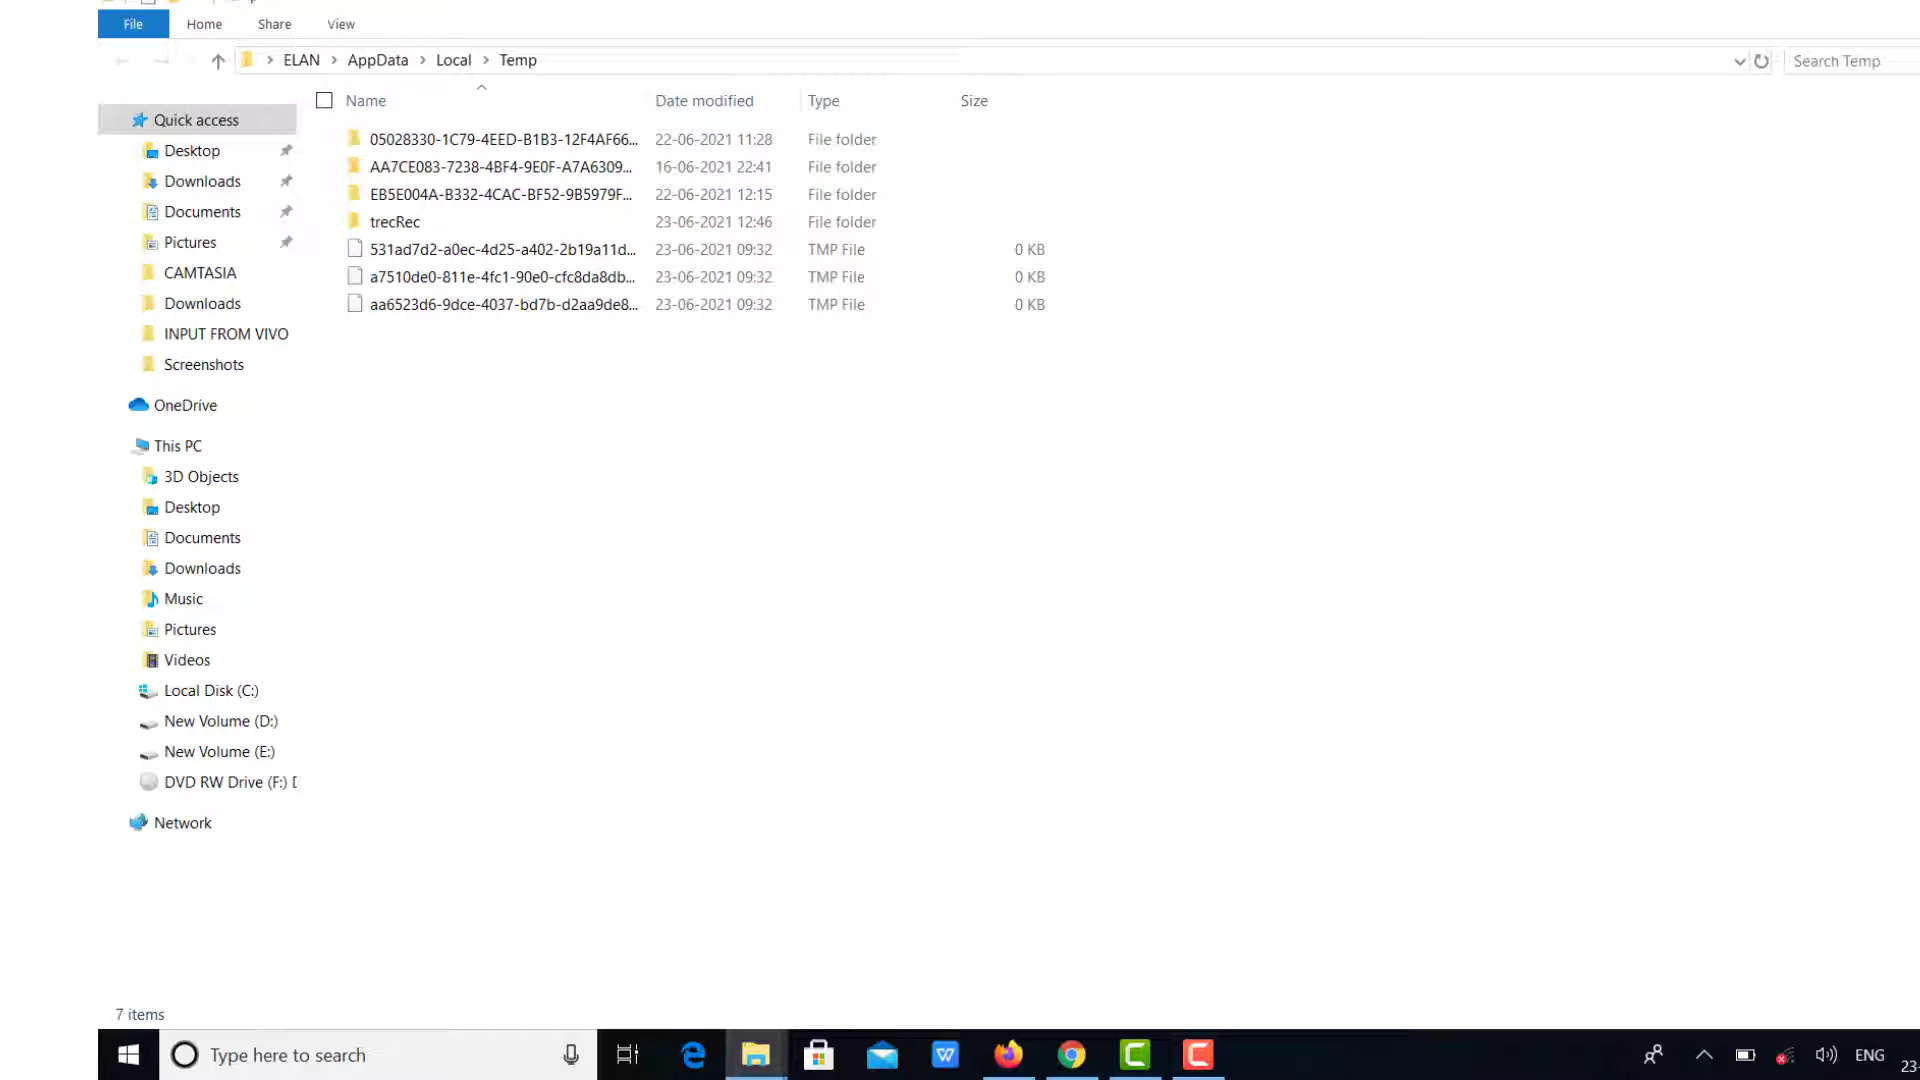 File Home Share View
ELAN AppData Local Temp Search Temp
Name Date modified Type Size
Quick access
Desktop
Downloads
Documents
Pictures
CAMTASIA
Downloads
INPUT FROM VIVO
Screenshots
OneDrive
This PC
3D Objects
Desktop
Documents
Downloads
Music
Pictures
Videos
Local Disk (C:)
New Volume (D:)
New Volume (E:)
DVD RW Drive (F:)
Network
05028330-1C79-4EED-B1B3-12F4AF66... 22-06-2021 11:28 File folder
AA7CE083-7238-4BF4-9E0F-A7A6309... 16-06-2021 22:41 File folder
EB5E004A-B332-4CAC-BF52-9B5979F... 22-06-2021 12:15 File folder
trecRec 23-06-2021 12:46 File folder
531ad7d2-a0ec-4d25-a402-2b19a11d... 23-06-2021 09:32 TMP File 0 KB
a7510de0-811e-4fc1-90e0-cfc8da8db... 23-06-2021 09:32 TMP File 0 KB
aa6523d6-9dce-4037-bd7b-d2aa9de8... 23-06-2021 09:32 TMP File 0 KB
7 items
Type here to search ENG
23